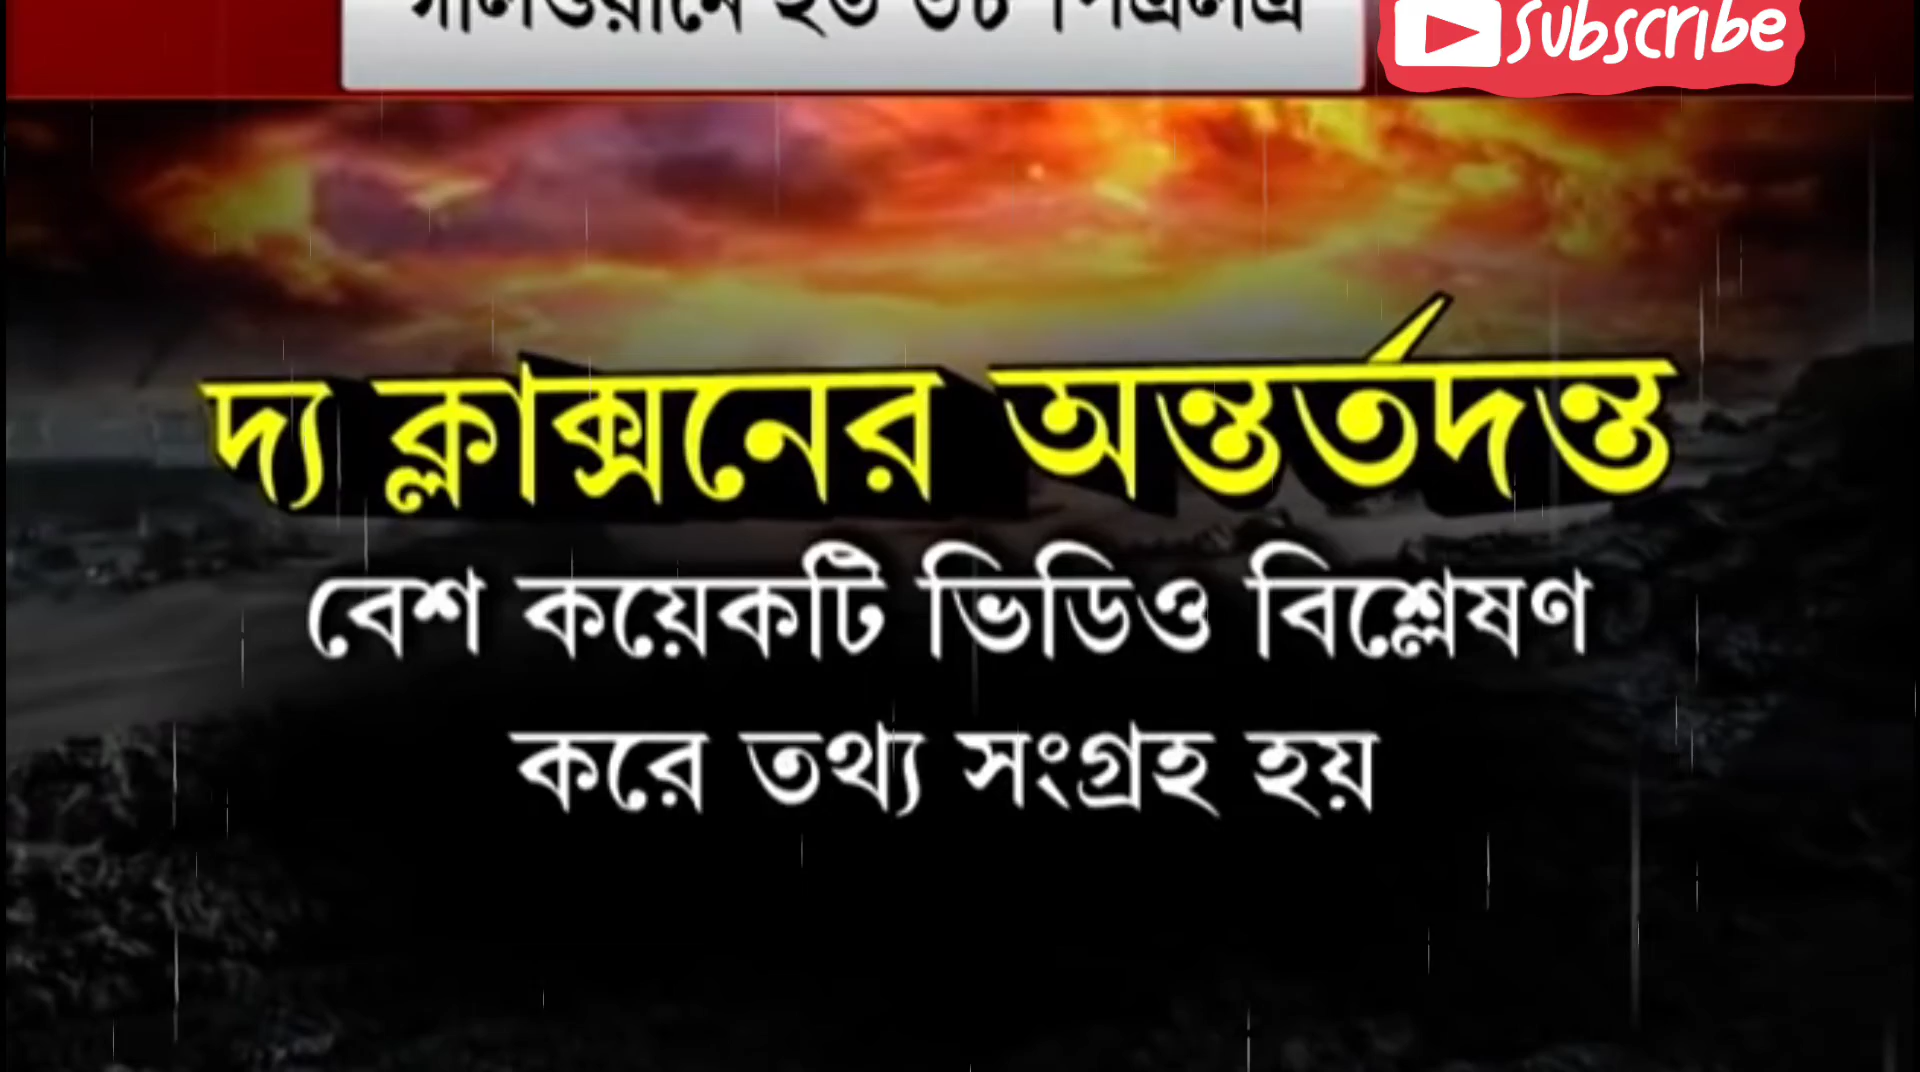 Subscribe
দ্য ক্লাক্সনের অন্তর্তদন্ত
বেশ কয়েকটি ভিডিও বিশ্লেষণ
করে তথ্য সংগ্রহ হয়